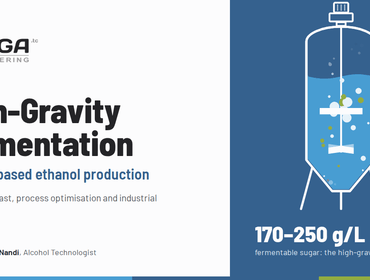 GA
ERING
n-Gravity
mentation
based ethanol production
ast, process optimisation and industrial
Nandi, Alcohol Technologist
170–250 g/L
fermentable sugar: the high-grav